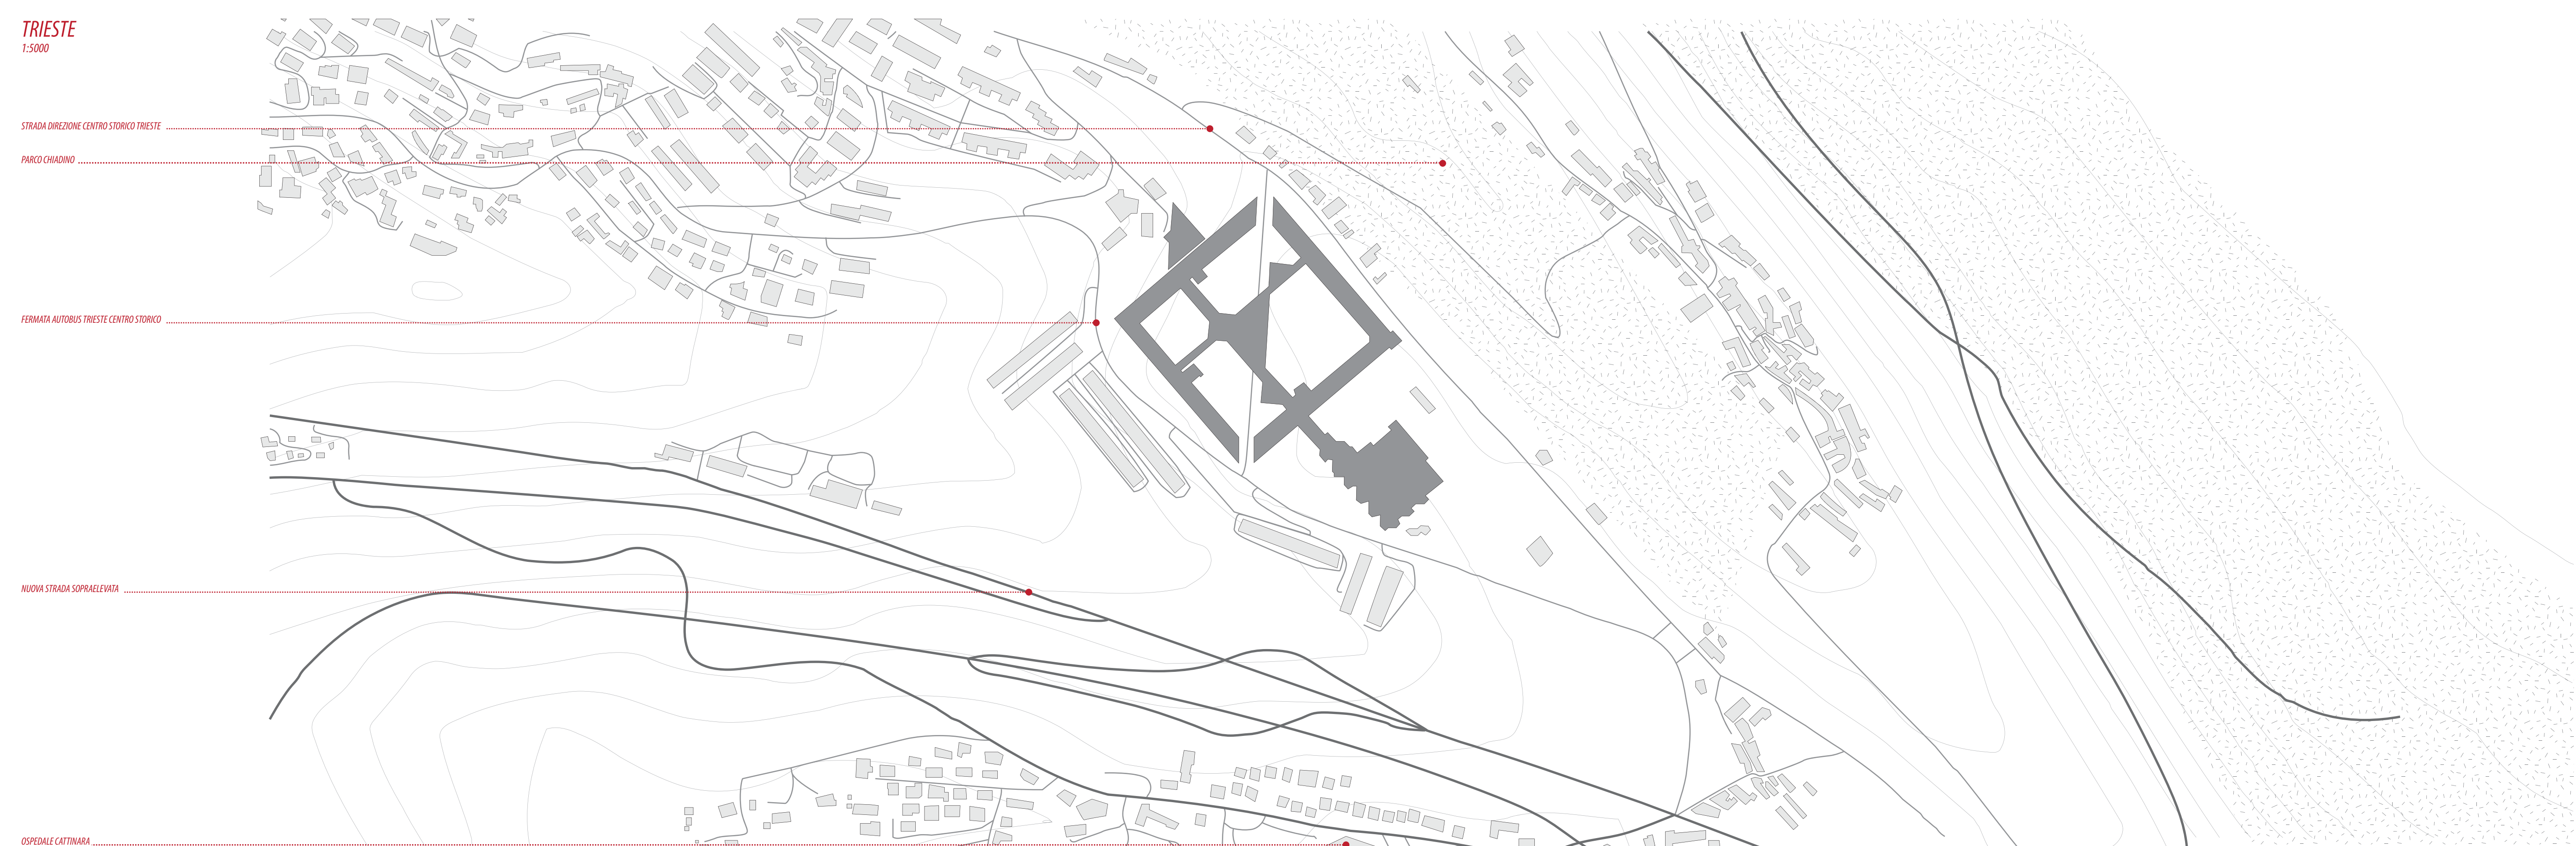 TRIESTE
1:5000
STRADA DIREZIONE CENTRO STORICO TRIESTE
PARCO CHIADINO
FERMATA AUTOBUS TRIESTE CENTRO STORICO
NUOVA STRADA SOPRAELEVATA
OSPEDALE CATTINARA